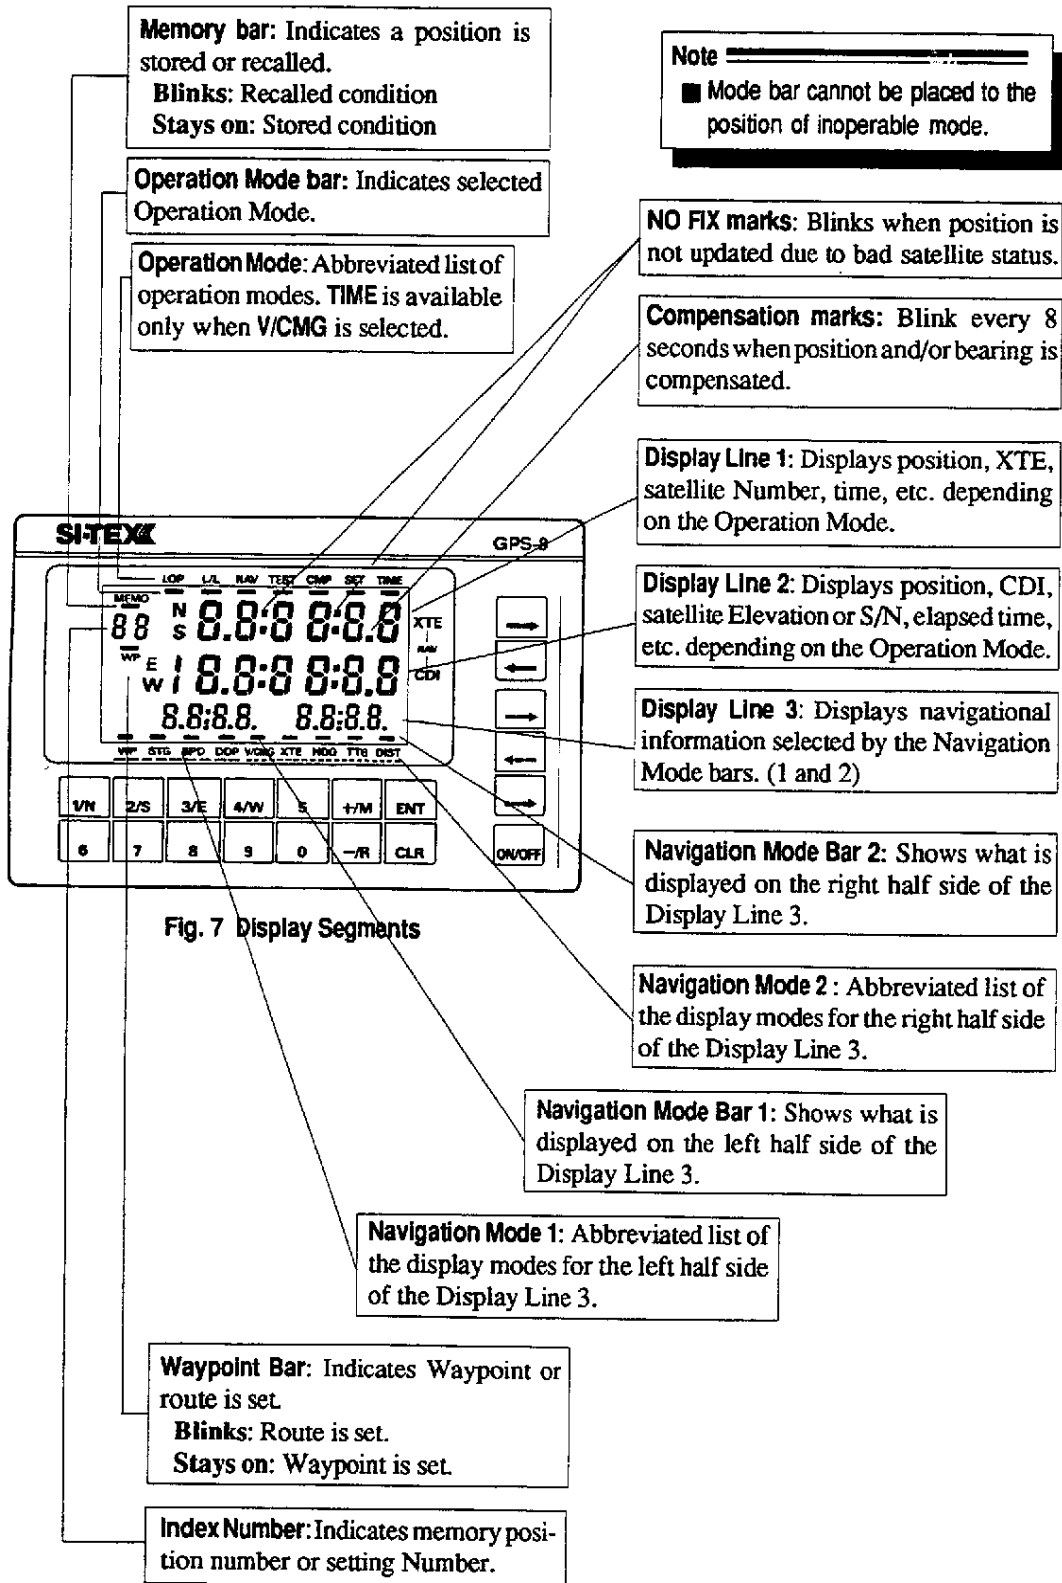 Memory bar: Indicates a position is
stored or recalled.
Blinks: Recalled condition
Stays on: Stored condition
Note
■ Mode bar cannot be placed to the
position of inoperable mode.
Operation Mode bar: Indicates selected
Operation Mode.
Operation Mode: Abbreviated list of
operation modes. TIME is available
only when V/CMG is selected.
NO FIX marks: Blinks when position is
not updated due to bad satellite status.
Compensation marks: Blink every 8
seconds when position and/or bearing is
compensated.
Display Line 1: Displays position, XTE,
satellite Number, time, etc. depending
on the Operation Mode.
Display Line 2: Displays position, CDI,
satellite Elevation or S/N, elapsed time,
etc. depending on the Operation Mode.
Display Line 3: Displays navigational
information selected by the Navigation
Mode bars. (1 and 2)
Navigation Mode Bar 2: Shows what is
displayed on the right half side of the
Display Line 3.
Navigation Mode 2 : Abbreviated list of
the display modes for the right half side
of the Display Line 3.
SI-TEX
GPS-8
LOP L/L NAV TEST CMP SET TIME
MEMO
88 N S 8.8:8 8:8.8 XTE
NAV
WP E W 1 8.8:8 8:8.8 CDI
8.8:8.8. 8.8:8.8.
WP STG SPD DOP V/CMG XTE HDG TTG DIST
1/N 2/S 3/E 4/W 5 +/M ENT
6 7 8 9 0 −/R CLR ON/OFF
Fig. 7 Display Segments
Navigation Mode Bar 1: Shows what is
displayed on the left half side of the
Display Line 3.
Navigation Mode 1: Abbreviated list of
the display modes for the left half side
of the Display Line 3.
Waypoint Bar: Indicates Waypoint or
route is set.
Blinks: Route is set.
Stays on: Waypoint is set.
Index Number: Indicates memory posi-
tion number or setting Number.